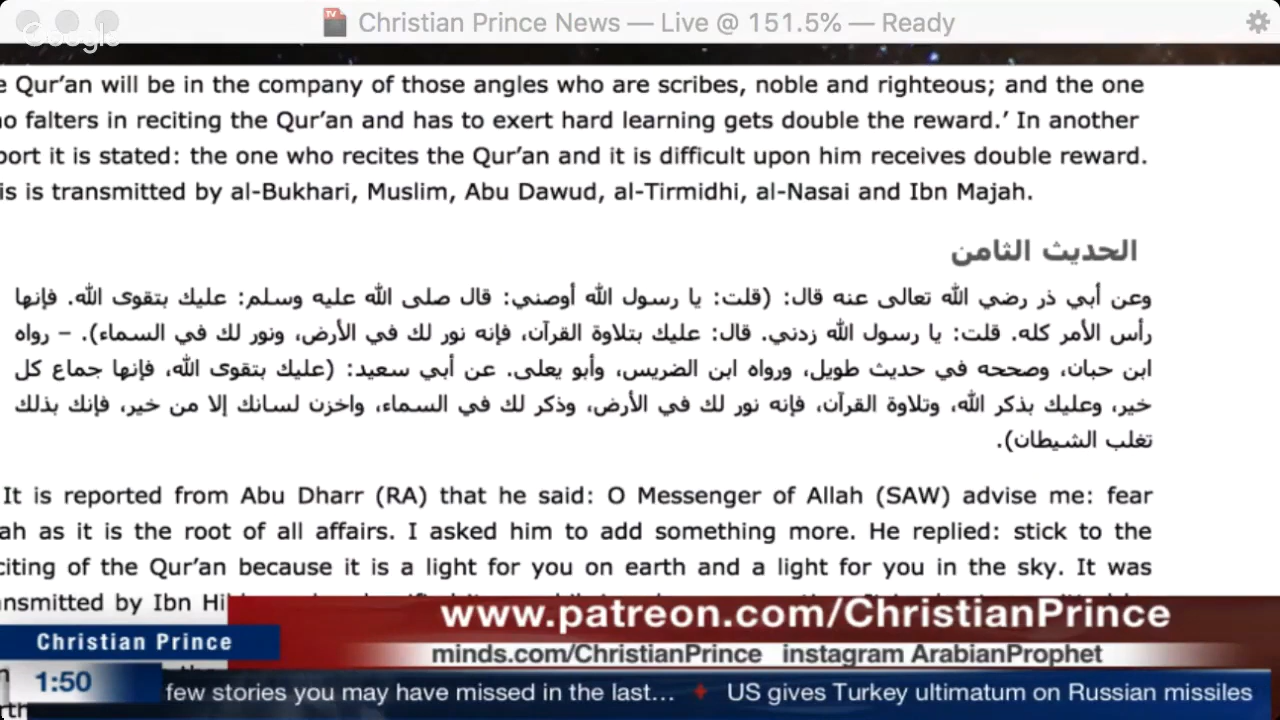 Christian Prince News — Live @ 151.5% — Ready
Google
Qur’an will be in the company of those angles who are scribes, noble and righteous; and the one
falters in reciting the Qur’an and has to exert hard learning gets double the reward.’ In another
it is stated: the one who recites the Qur’an and it is difficult upon him receives double reward.
is transmitted by al-Bukhari, Muslim, Abu Dawud, al-Tirmidhi, al-Nasai and Ibn Majah.
الحديث الثامن
وعن أبي ذر رضي الله تعالى عنه قال: (قلت: يا رسول الله أوصني: قال صلى الله عليه وسلم: عليك بتقوى الله. فإنها
رأس الأمر كله. قلت: يا رسول الله زدني. قال: عليك بتلاوة القرآن، فإنه نور لك في الأرض، ونور لك في السماء). – رواه
ابن حبان، وصححه في حديث طويل، ورواه ابن الضريس، وأبو يعلى. عن أبي سعيد: (عليك بتقوى الله، فإنها جماع كل
خير، وعليك بذكر الله، وتلاوة القرآن، فإنه نور لك في الأرض، وذكر لك في السماء، واخزن لسانك إلا من خير، فإنك بذلك
تغلب الشيطان).
It is reported from Abu Dharr (RA) that he said: O Messenger of Allah (SAW) advise me: fear
as it is the root of all affairs. I asked him to add something more. He replied: stick to the
of the Qur’an because it is a light for you on earth and a light for you in the sky. It was
by Ibn
www.patreon.com/ChristianPrince
Christian Prince
minds.com/ChristianPrince instagram ArabianProphet
1:50
few stories you may have missed in the last... ♦ US gives Turkey ultimatum on Russian missiles